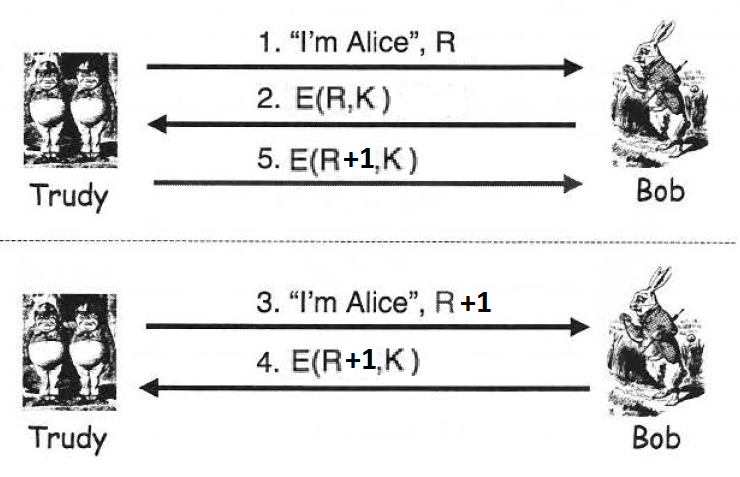 1. “I’m Alice”, R
2. E(R,K)
5. E(R+1,K)
Trudy
Bob
3. “I’m Alice”, R+1
4. E(R+1,K)
Trudy
Bob